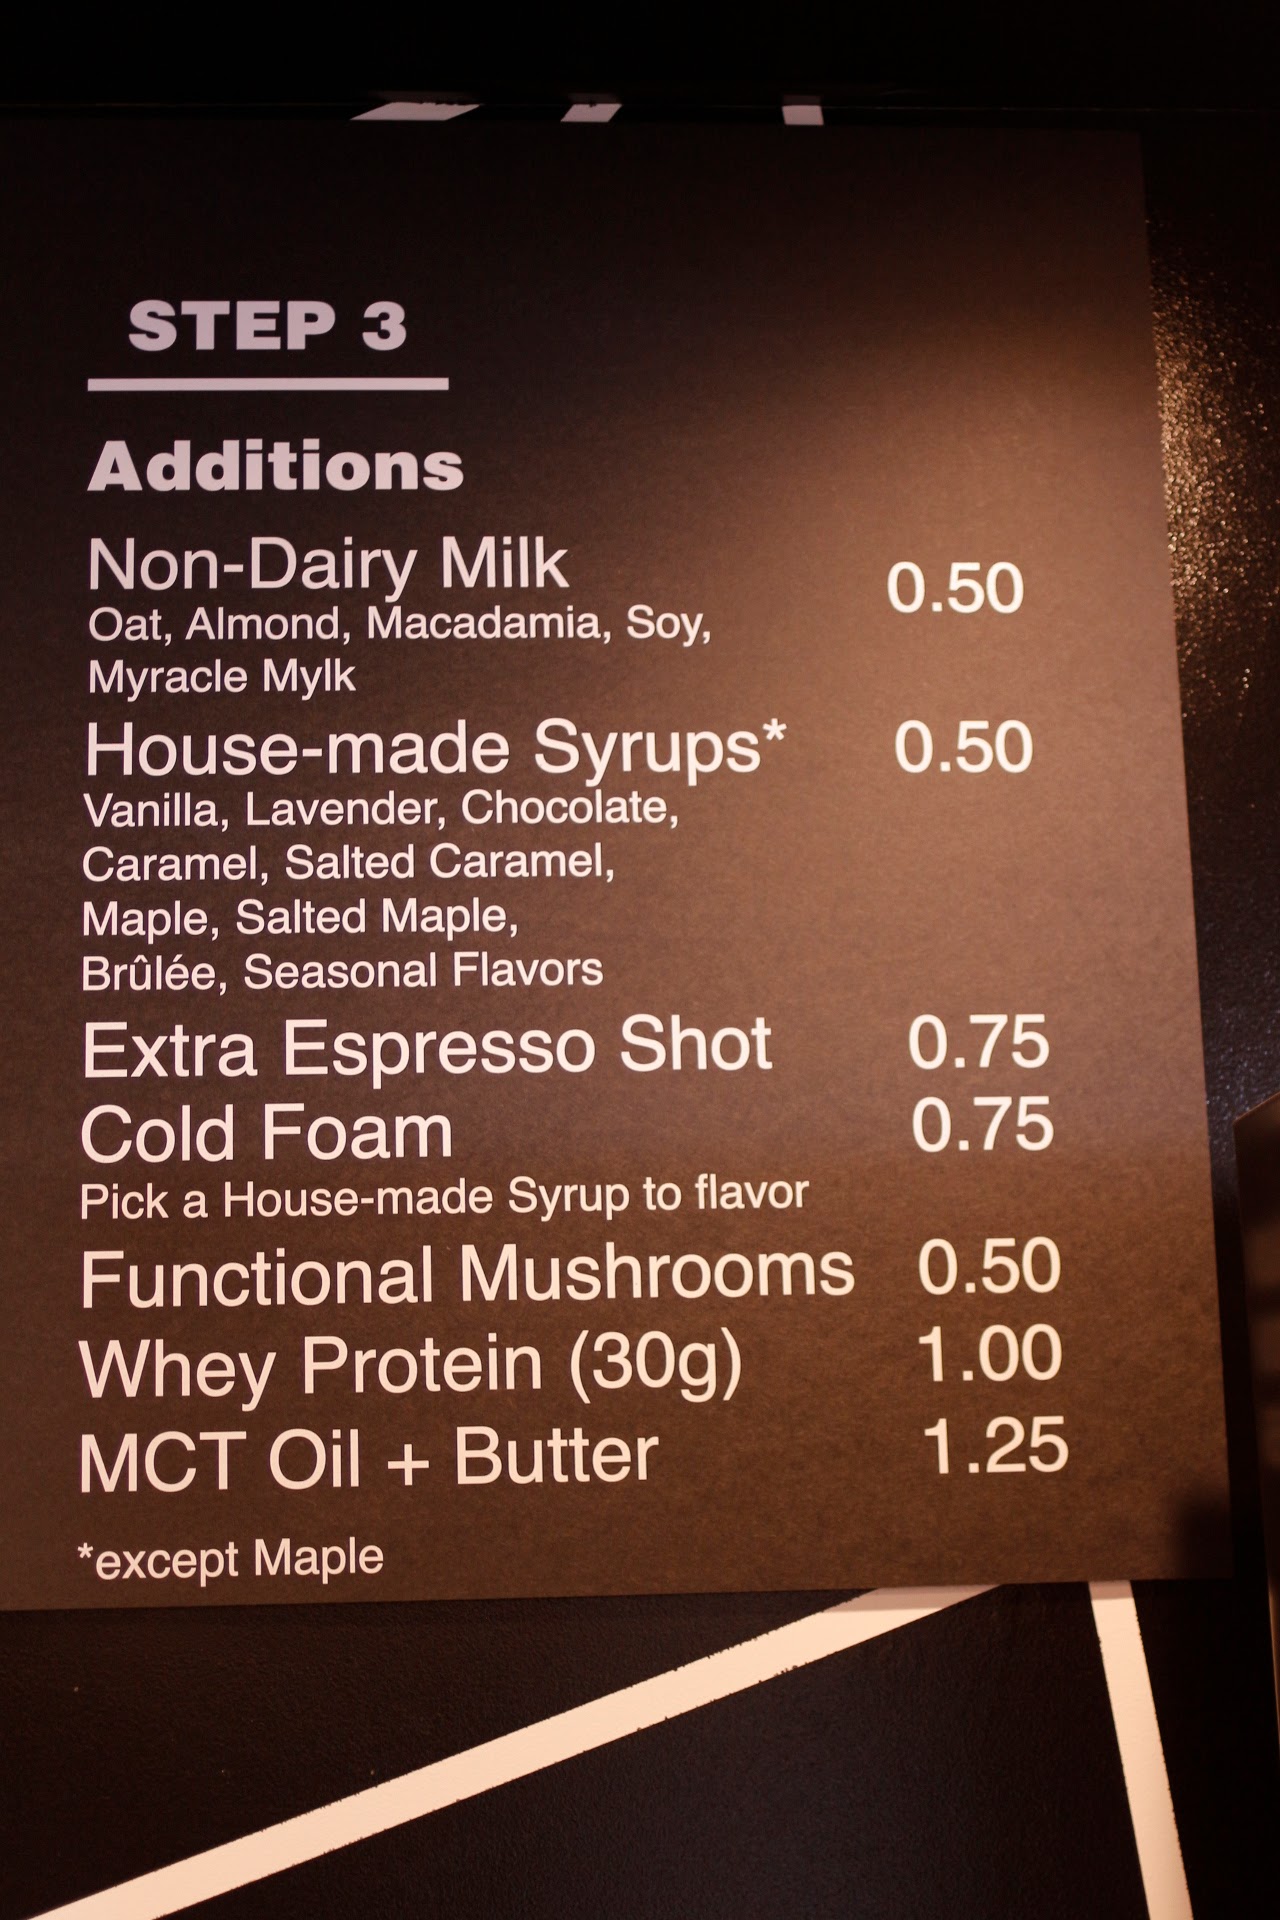 STEP 3
Additions
Non-Dairy Milk 0.50
Oat, Almond, Macadamia, Soy,
Myracle Mylk
House-made Syrups* 0.50
Vanilla, Lavender, Chocolate,
Caramel, Salted Caramel,
Maple, Salted Maple,
Brûlée, Seasonal Flavors
Extra Espresso Shot 0.75
Cold Foam 0.75
Pick a House-made Syrup to flavor
Functional Mushrooms 0.50
Whey Protein (30g) 1.00
MCT Oil + Butter 1.25
*except Maple